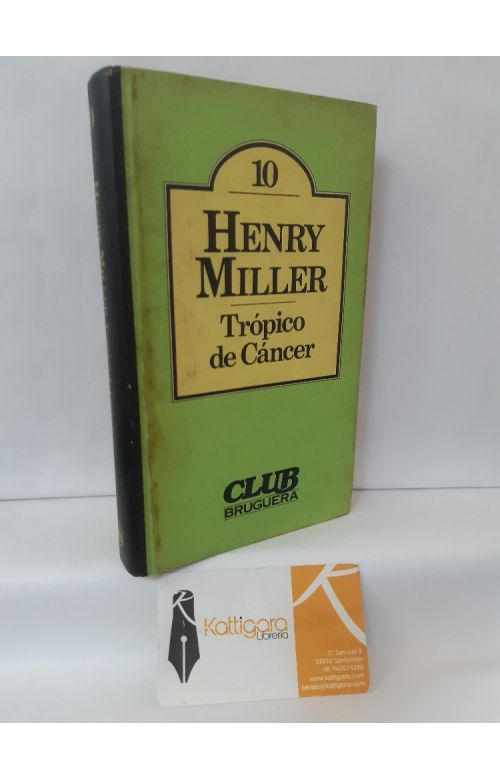 10
HENRY
MILLER
Trópico
de Cáncer
CLUB
BRUGUERA
Kattigara
Librería
C/ San Luis 5
39010 Santander
www.kattigara.com
tienda@kattigara.com